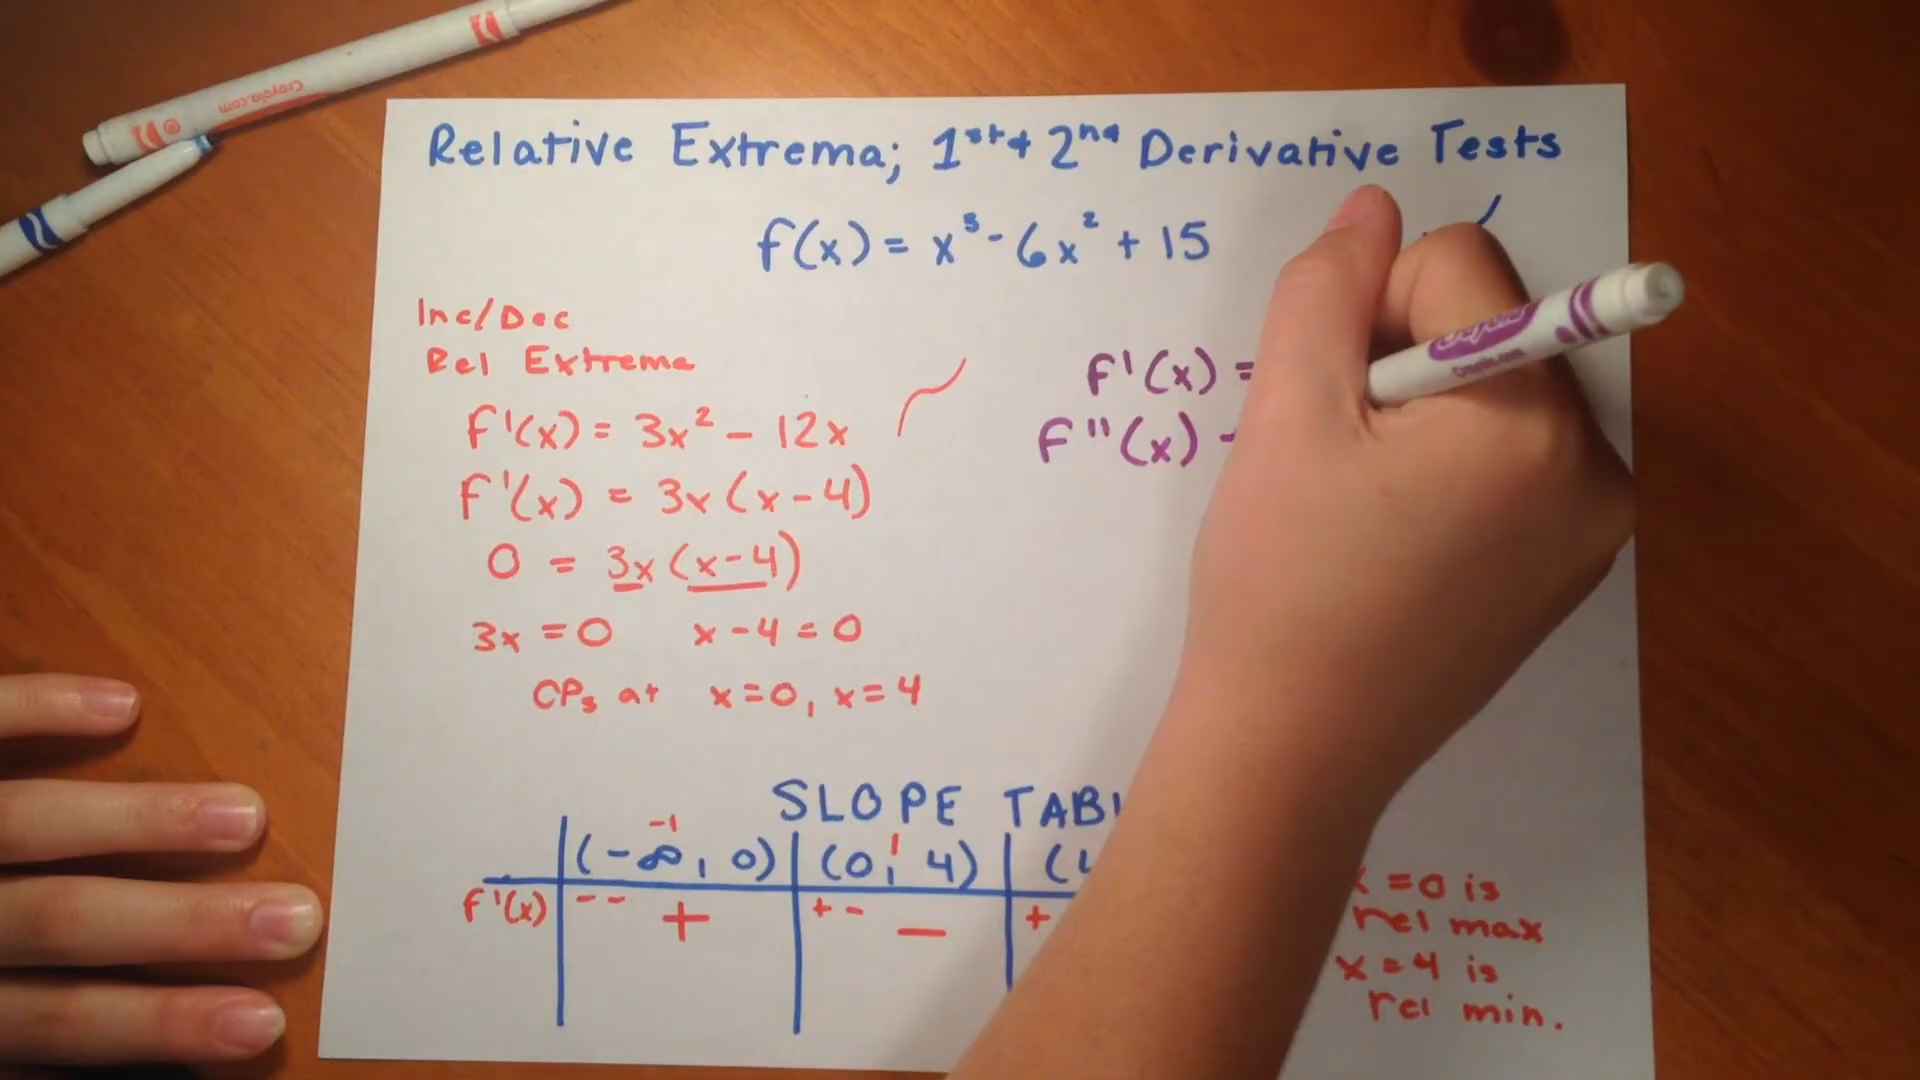 Crayola.com
Relative Extrema; 1st + 2nd Derivative Tests
f(x) = x³ - 6x² + 15
Inc/Dec
Rel Extrema
f'(x) = 3x² - 12x
f'(x) = 3x(x-4)
0 = 3x(x-4)
3x = 0 x-4 = 0
CPs at x=0, x=4
f'(x) =
f"(x)
SLOPE
-1 1
(-∞, 0) (0, 4)
f'(x) -- + +- — +
x = 0 is
rel max
x = 4 is
rel min.